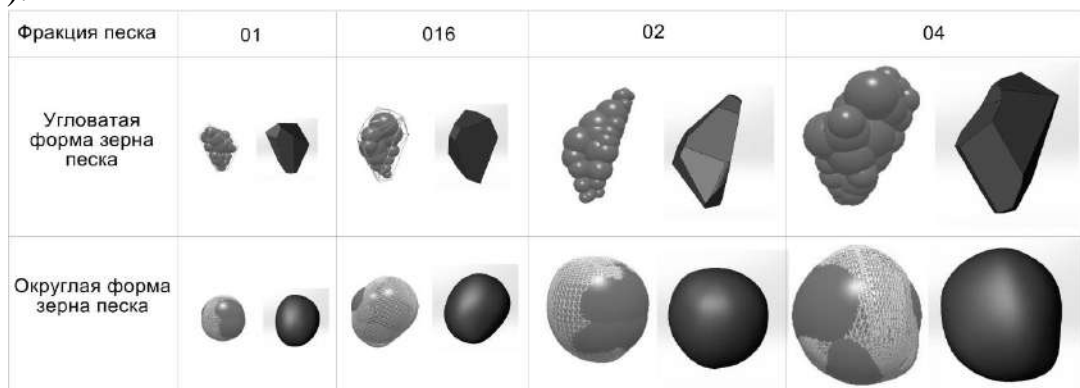 ).
Фракция песка 01 016 02 04
Угловатая
форма зерна
песка
Округлая форма
зерна песка